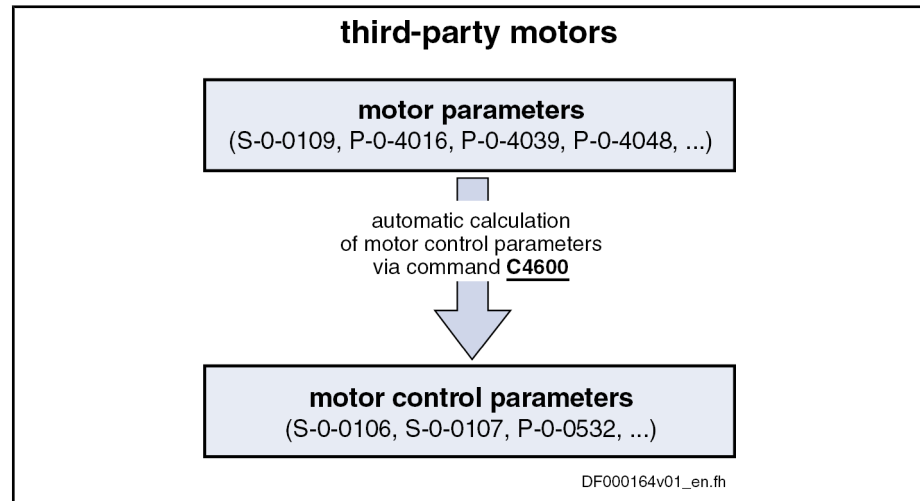 third-party motors
motor parameters
(S-0-0109, P-0-4016, P-0-4039, P-0-4048, ...)
automatic calculation
of motor control parameters
via command C4600
motor control parameters
(S-0-0106, S-0-0107, P-0-0532, ...)
DF000164v01_en.fh